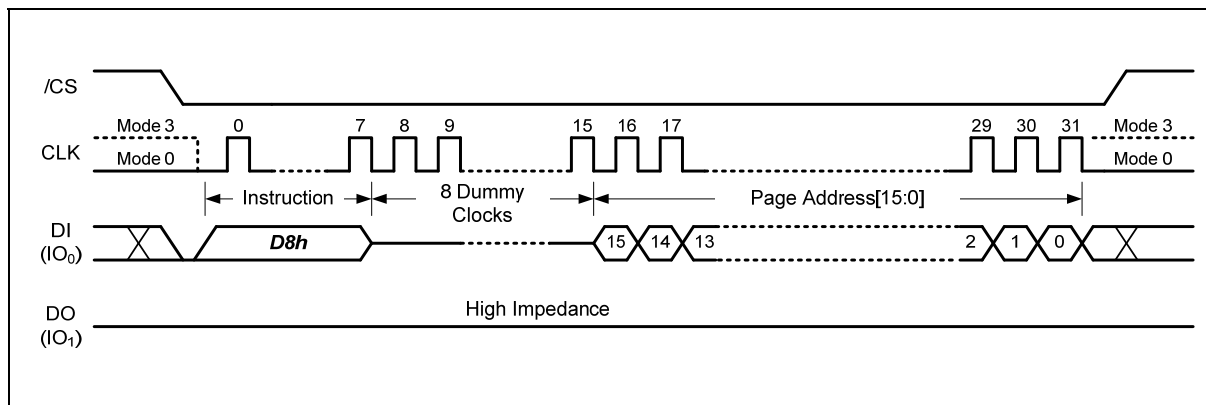 /CS
Mode 3 0 7 8 9 15 16 17 29 30 31 Mode 3
CLK
Mode 0 Mode 0
Instruction 8 Dummy Clocks Page Address[15:0]
DI (IO₀) D8h 15 14 13 2 1 0
High Impedance
DO (IO₁)